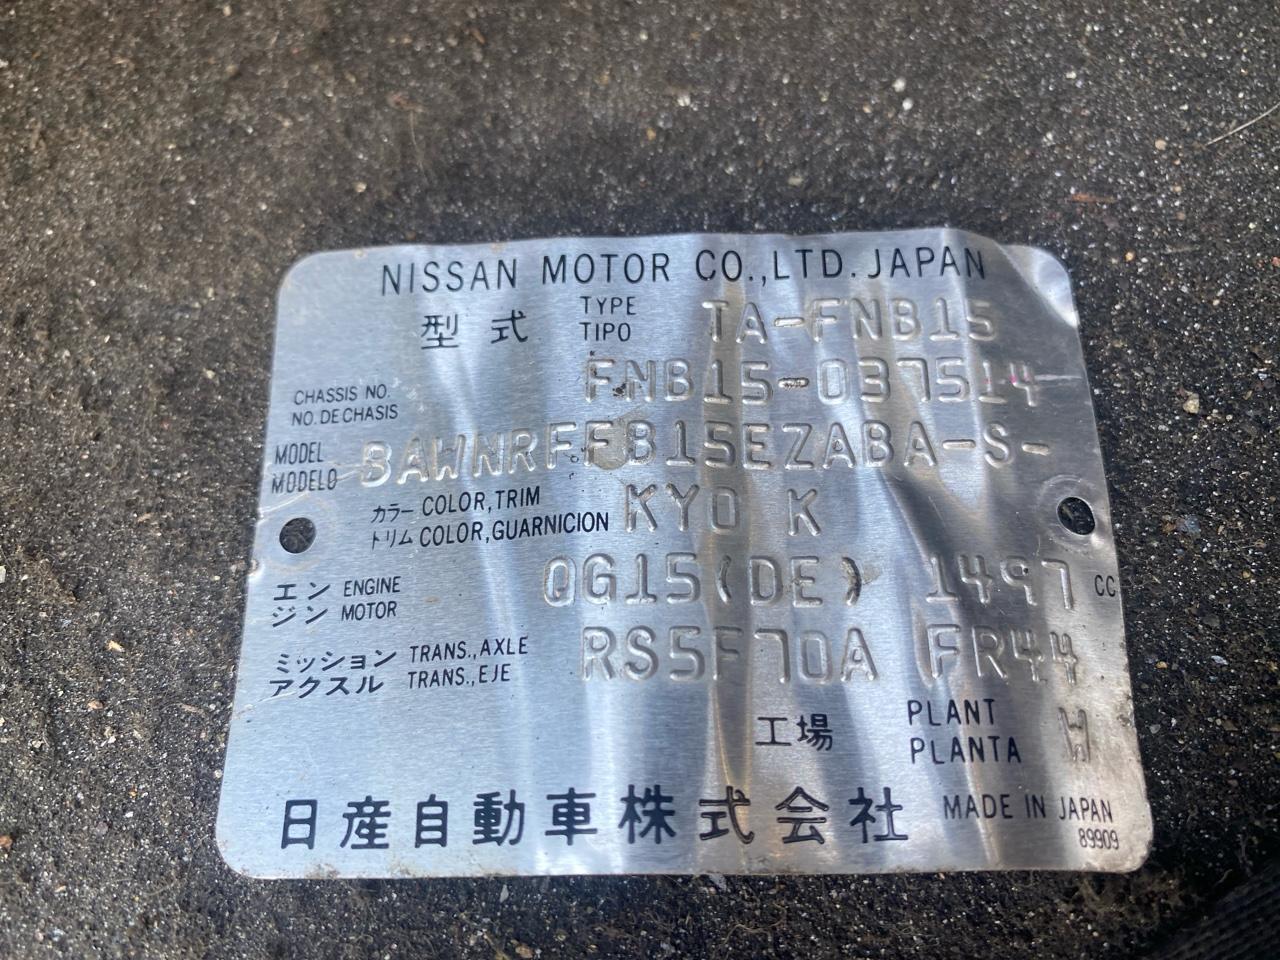 NISSAN MOTOR CO.,LTD. JAPAN
型式 TYPE TIPO TA-FNB15
CHASSIS NO. NO. DE CHASIS FNB15-037514
MODEL MODELO BAWNRFFB15EZABA-S-
カラー COLOR,TRIM
トリム COLOR,GUARNICION KY0 K
エン ENGINE
ジン MOTOR QG15(DE) 1497 CC
ミッション TRANS.,AXLE
アクスル TRANS.,EJE RS5F70A FR44
工場 PLANT PLANTA H
日産自動車株式会社 MADE IN JAPAN
89909